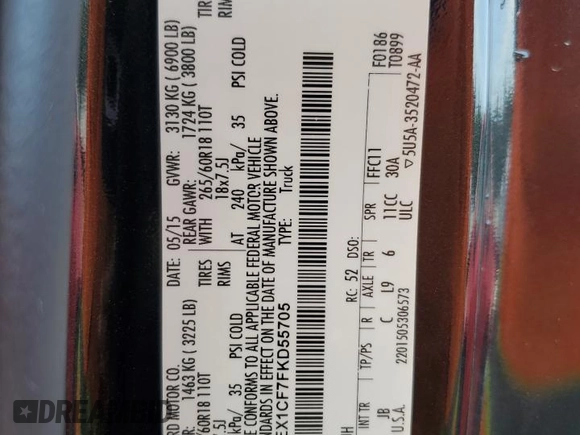 RD MOTOR CO.
DATE: 05/15
GVWR: 3130 KG ( 6900 LB)
1463 KG ( 3225 LB)
REAR GAWR: 1724 KG ( 3800 LB)
/60R18 110T
TIRES WITH 265/60R18 110T
TIR
RIMS 18x7.5J
RIM
kPa/ 35 PSI COLD
AT 240 kPa/ 35 PSI COLD
TO ALL APPLICABLE FEDERAL MOTOR VEHICLE
IN EFFECT ON THE DATE OF MANUFACTURE SHOWN ABOVE.
EX1CF7FKD55705
TYPE: Truck
F0186
T0899
RC: 52 DSO:
INT TR TP/PS R AXLE TR SPR
FFC11
JB C L9 6 11CC 30A
U.S.A.
ULC
2201505306573
▽5U5A-3520472-AA
DREAMBID